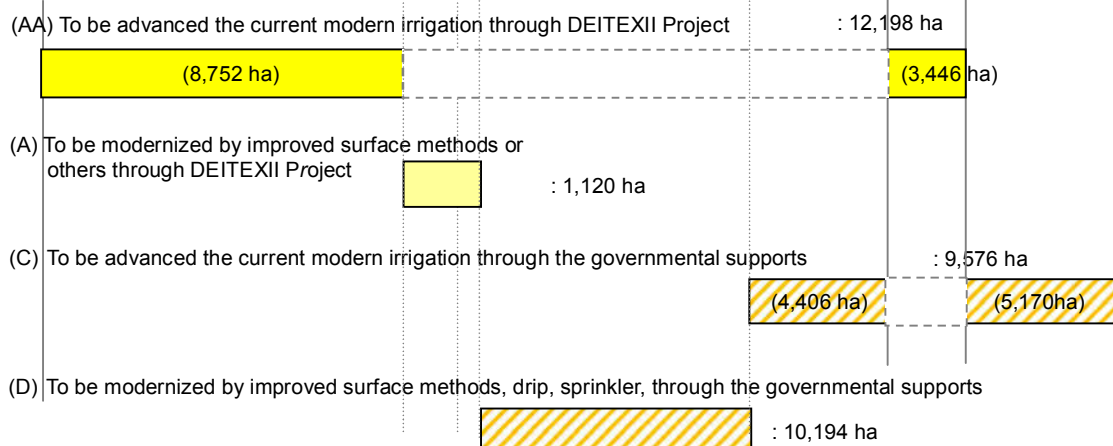 (AA) To be advanced the current modern irrigation through DEITEXII Project : 12,198 ha
(8,752 ha) (3,446 ha)
(A) To be modernized by improved surface methods or
others through DEITEXII Project
: 1,120 ha
(C) To be advanced the current modern irrigation through the governmental supports : 9,576 ha
(4,406 ha) (5,170ha)
(D) To be modernized by improved surface methods, drip, sprinkler, through the governmental supports
: 10,194 ha